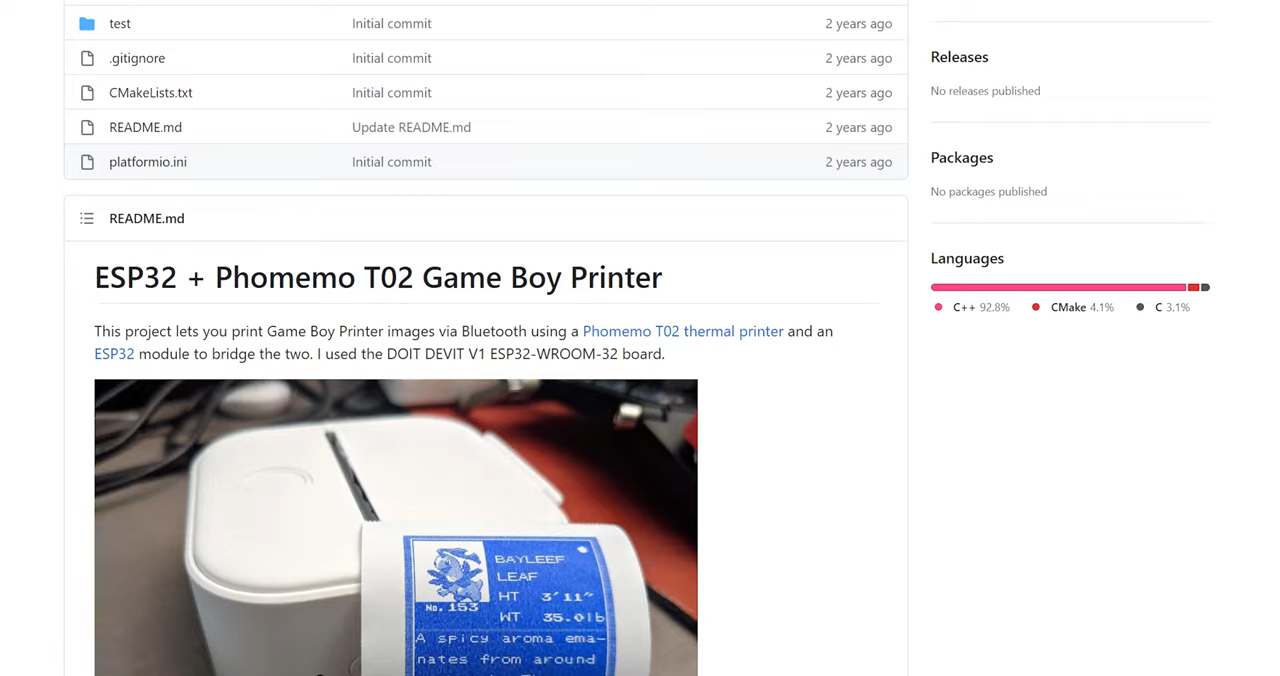 test Initial commit 2 years ago
.gitignore Initial commit 2 years ago
CMakeLists.txt Initial commit 2 years ago
README.md Update README.md 2 years ago
platformio.ini Initial commit 2 years ago
README.md
ESP32 + Phomemo T02 Game Boy Printer
This project lets you print Game Boy Printer images via Bluetooth using a Phomemo T02 thermal printer and an
ESP32 module to bridge the two. I used the DOIT DEVIT V1 ESP32-WROOM-32 board.
BAYLEEF
LEAF
HT 3'11"
No. 153
WT 35.0lb
A spicy aroma ema-
nates from around
Releases
No releases published
Packages
No packages published
Languages
C++ 92.8% CMake 4.1% C 3.1%